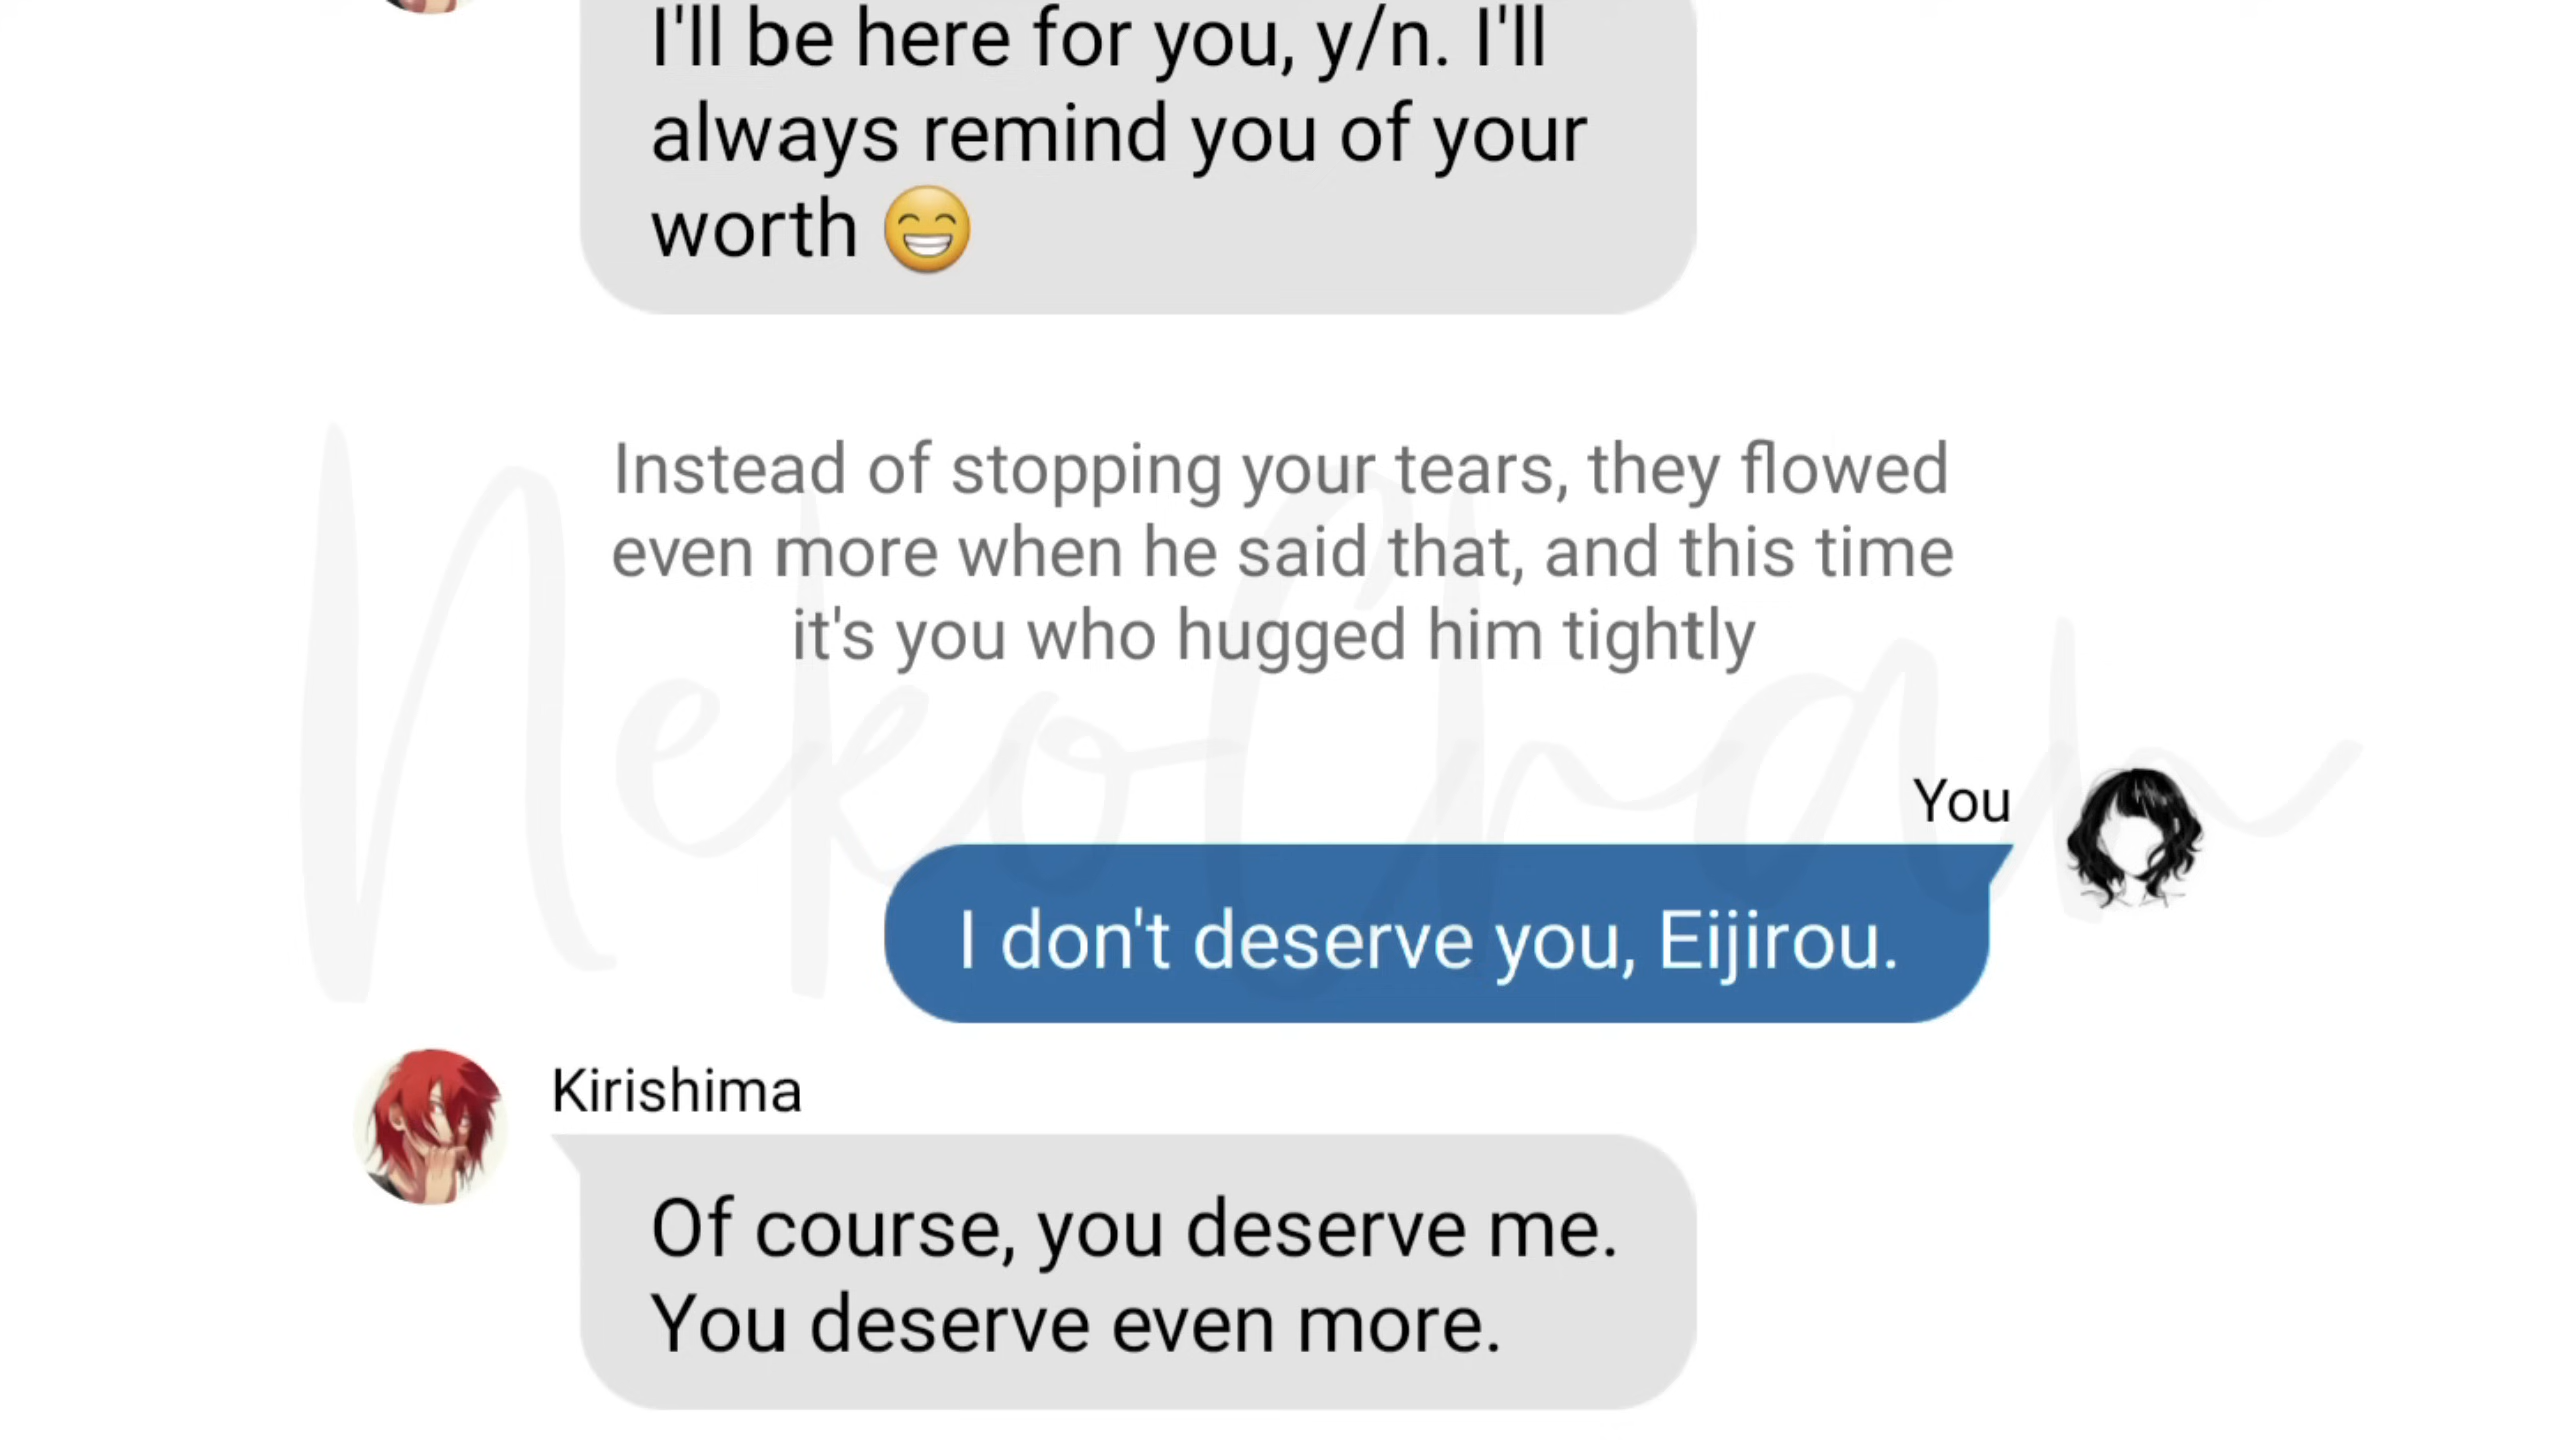 I'll be here for you, y/n. I'll
always remind you of your
worth 😁
Instead of stopping your tears, they flowed
even more when he said that, and this time
it's you who hugged him tightly
NekoChan
You
I don't deserve you, Eijirou.
Kirishima
Of course, you deserve me.
You deserve even more.